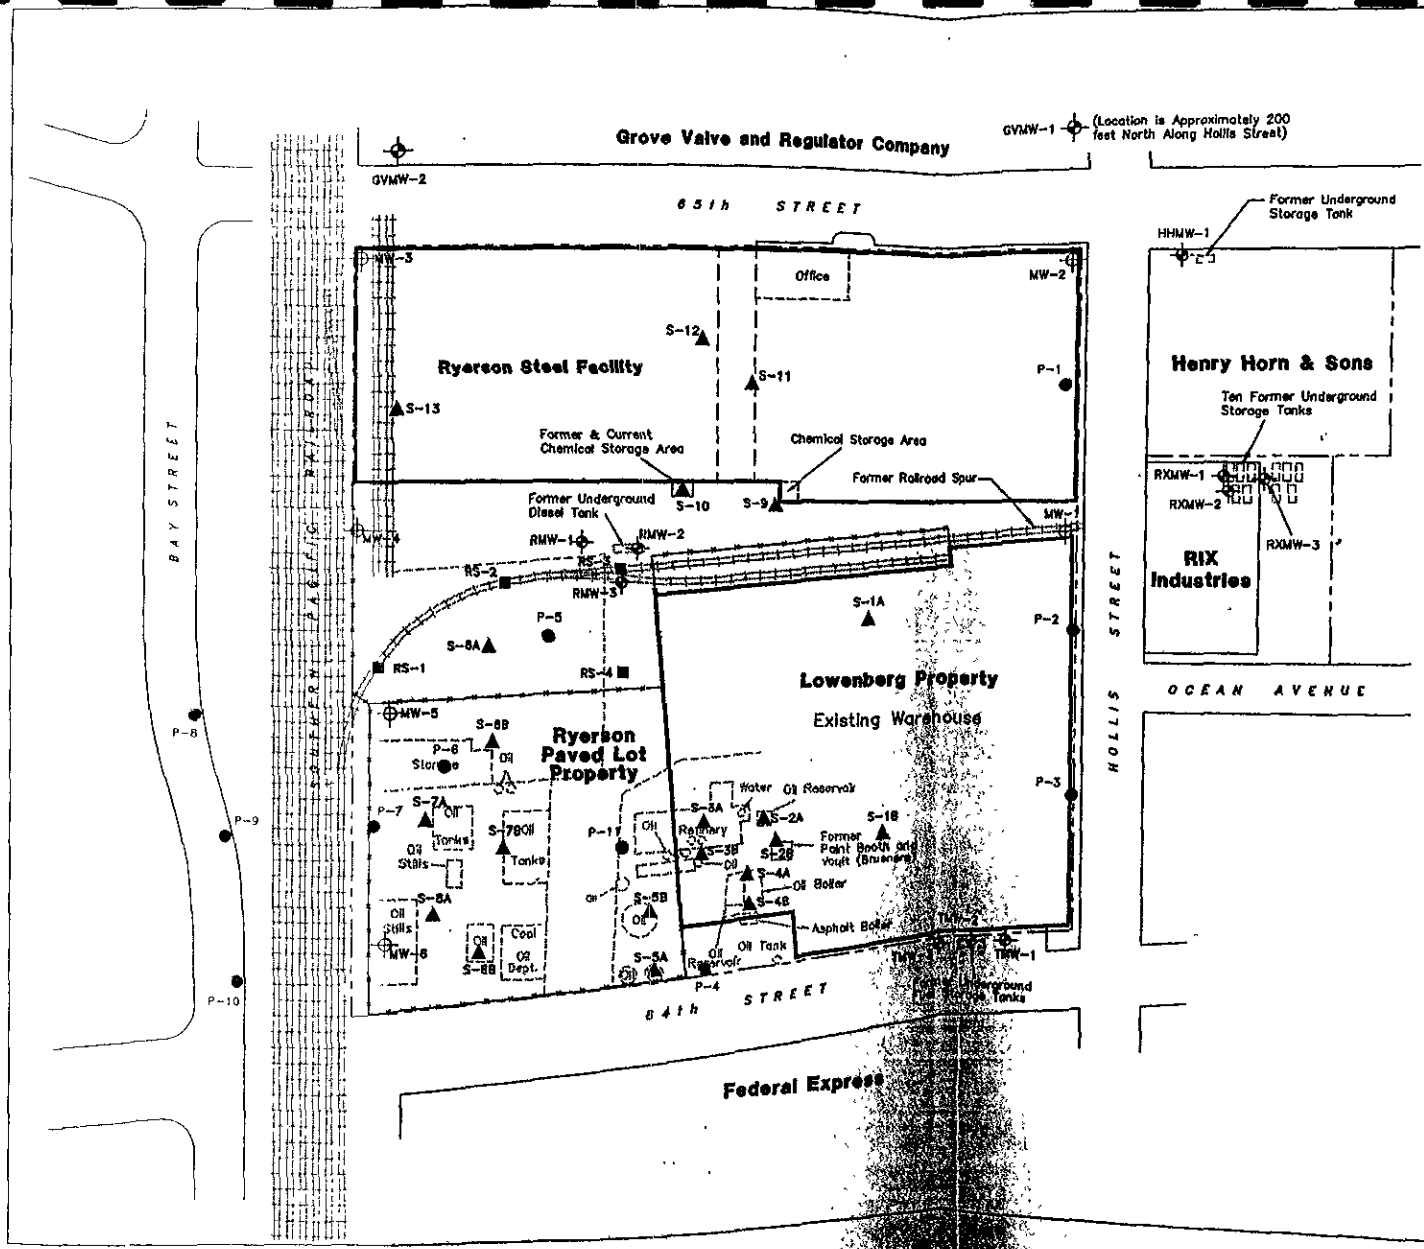 GVMW-1
(Location is Approximately 200
feet North Along Hollis Street)
Grove Valve and Regulator Company
GVMW-2
65th STREET
Former Underground
Storage Tank
HHMW-1
MW-3
Office
MW-2
S-12
Ryerson Steel Facility
S-11
P-1
Henry Horn & Sons
S-13
Ten Former Underground
Storage Tanks
Former & Current
Chemical Storage Area
Chemical Storage Area
Former Railroad Spur
RXMW-1
RXMW-2
RXMW-3
S-10
S-9
Former Underground
Diesel Tank
MW-4
RMW-1
RMW-2
RS-2
RMW-3
RIX
Industries
BAY STREET
SOUTHERN PACIFIC RAILROAD
HOLLIS STREET
P-5
S-1A
P-2
S-6A
RS-1
RS-4
Lowenberg Property
Existing Warehouse
OCEAN AVENUE
MW-5
P-8
S-6B
Ryerson
Paved Lot
Property
P-6
Oil
P-3
Water
Oil Reservoir
S-7A
Oil
Tanks
P-7
P-9
S-7B
Oil
Tanks
P-11
Oil
S-3A
Refinery
S-2A
S-1B
Former
Paint Booth and
Vault
S-2B
S-3B
Oil
Oil
Stills
S-4A
Oil Boiler
S-8A
Oil
Stills
Oil
S-5B
Oil
S-4B
Asphalt Boiler
MW-6
Oil
S-8B
Coal
Oil
Dept.
Oil Tank
Oil
Reservoir
S-5A
Oil
P-4
TMW-1
P-10
64th STREET
Federal Express